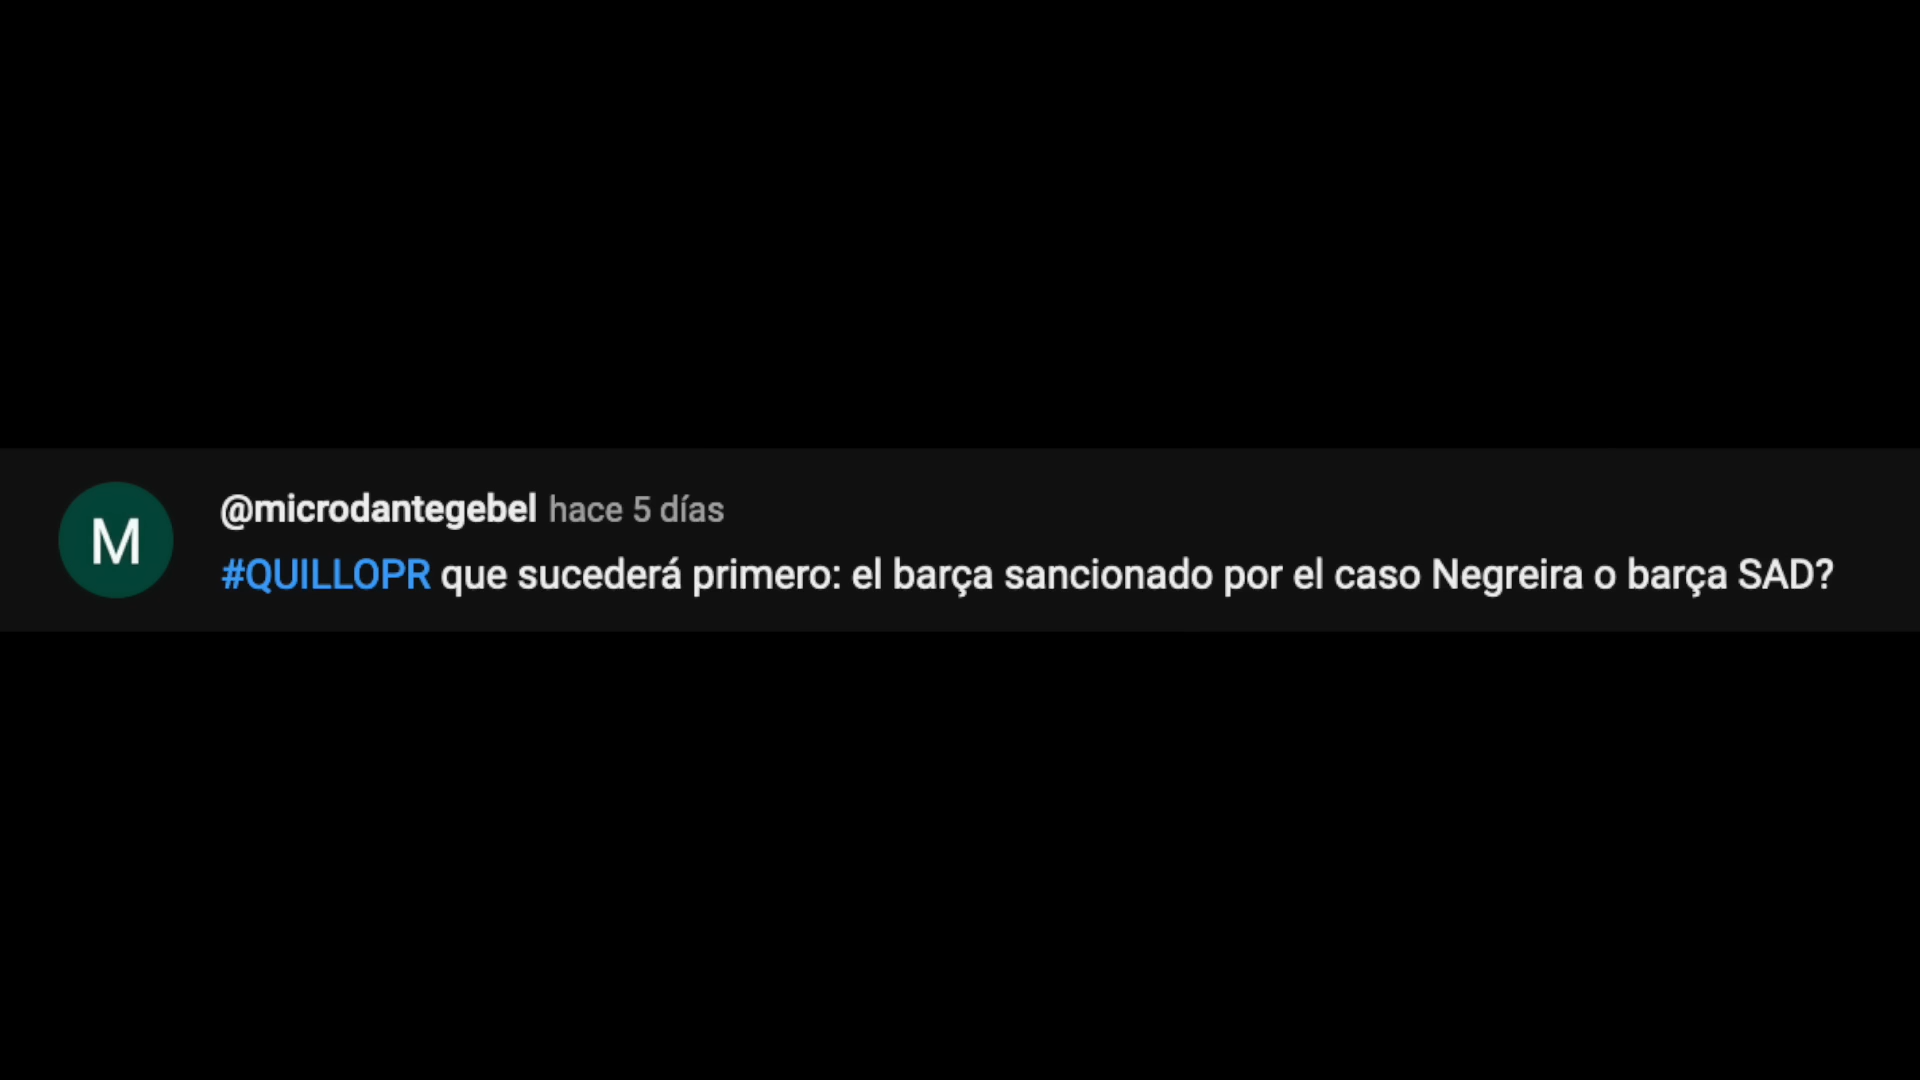 M
@microdantegebel hace 5 días
#QUILLOPR que sucederá primero: el barça sancionado por el caso Negreira o barça SAD?